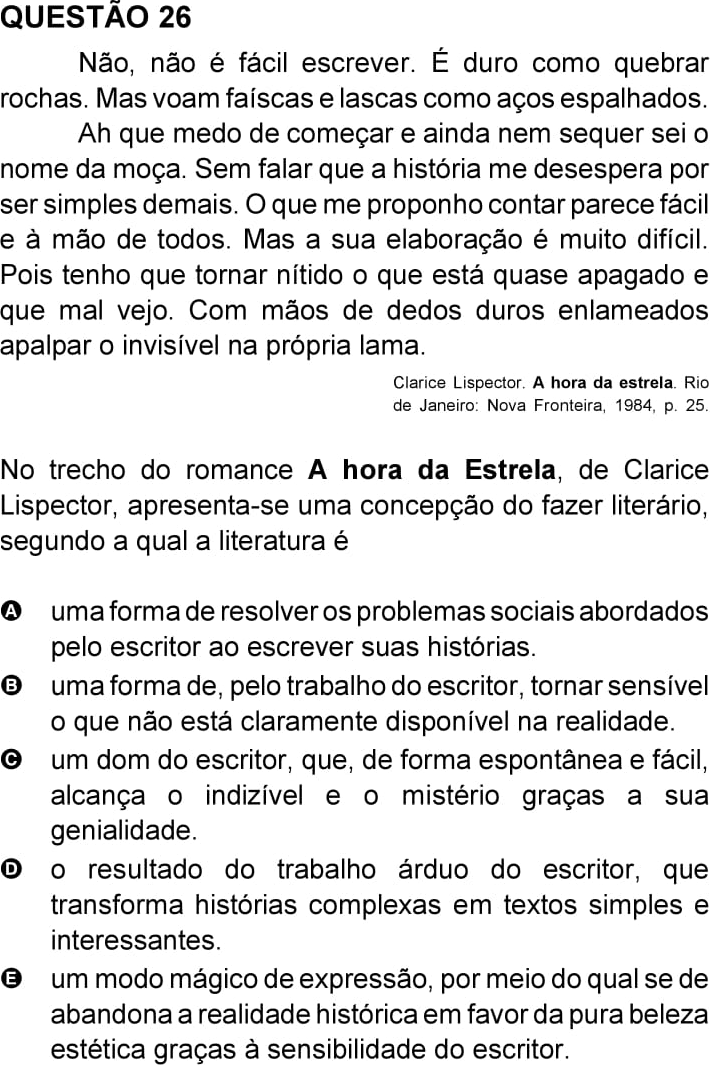 QUESTÃO 26
Não, não é fácil escrever. É duro como quebrar
rochas. Mas voam faíscas e lascas como aços espalhados.
Ah que medo de começar e ainda nem sequer sei o
nome da moça. Sem falar que a história me desespera por
ser simples demais. O que me proponho contar parece fácil
e à mão de todos. Mas a sua elaboração é muito difícil.
Pois tenho que tornar nítido o que está quase apagado e
que mal vejo. Com mãos de dedos duros enlameados
apalpar o invisível na própria lama.
Clarice Lispector. A hora da estrela. Rio
de Janeiro: Nova Fronteira, 1984, p. 25.
No trecho do romance A hora da Estrela, de Clarice
Lispector, apresenta-se uma concepção do fazer literário,
segundo a qual a literatura é
A uma forma de resolver os problemas sociais abordados
pelo escritor ao escrever suas histórias.
B uma forma de, pelo trabalho do escritor, tornar sensível
o que não está claramente disponível na realidade.
C um dom do escritor, que, de forma espontânea e fácil,
alcança o indizível e o mistério graças a sua
genialidade.
D o resultado do trabalho árduo do escritor, que
transforma histórias complexas em textos simples e
interessantes.
E um modo mágico de expressão, por meio do qual se de
abandona a realidade histórica em favor da pura beleza
estética graças à sensibilidade do escritor.